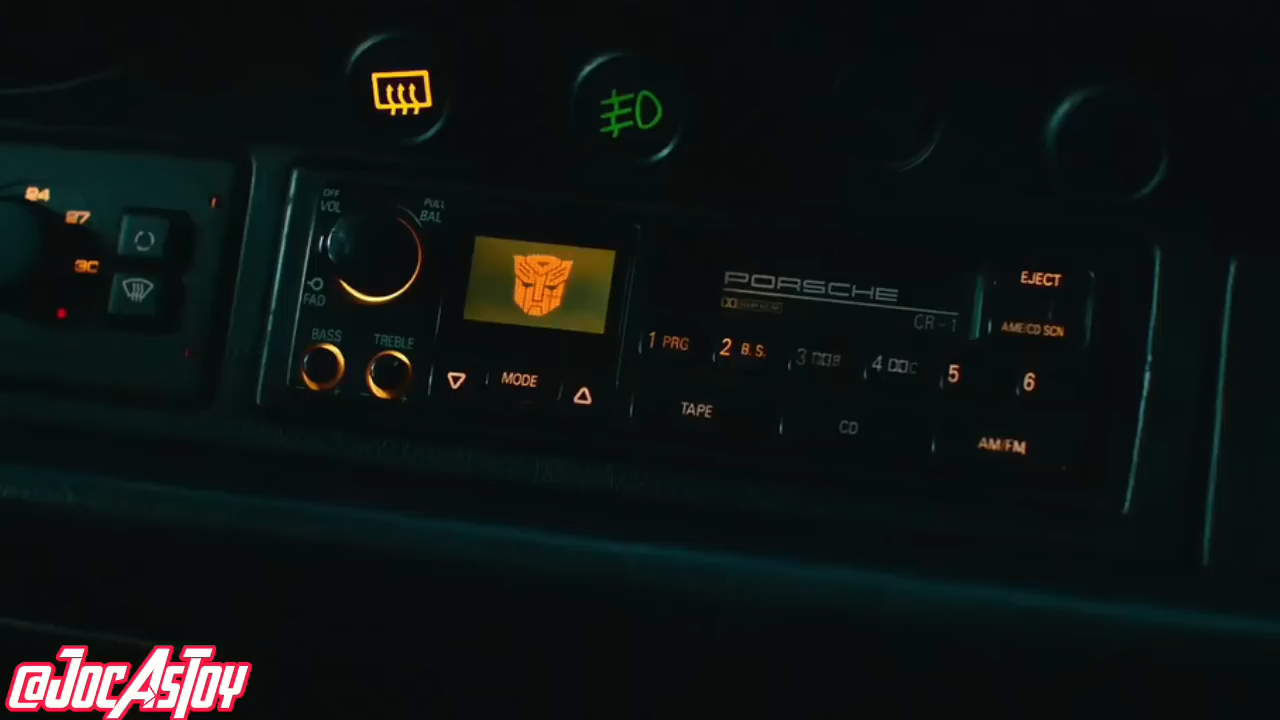 24
27
3C
OFF
VOL
PULL
BAL
FAD
BASS
TREBLE
MODE
PORSCHE
CR-1
EJECT
AME/CD SCN
1 PRG
2 B.S.
3 B
4 C
5
6
TAPE
CD
AM/FM
@JOCASTOY